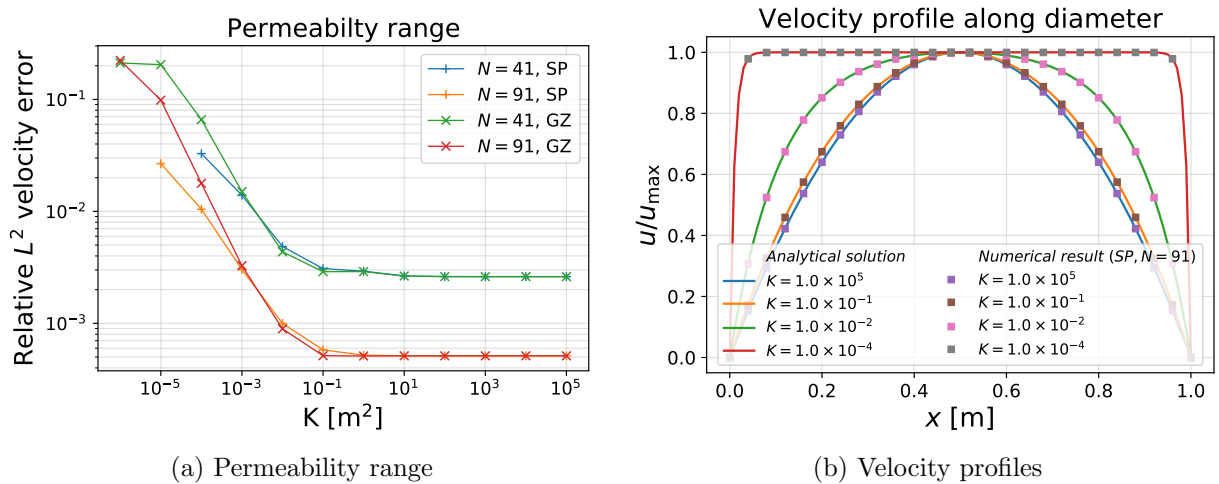 Permeabilty range
Relative L² velocity error
10⁻¹
10⁻²
10⁻³
N = 41, SP
N = 91, SP
N = 41, GZ
N = 91, GZ
10⁻⁵ 10⁻³ 10⁻¹ 10¹ 10³ 10⁵
K [m²]
(a) Permeability range
Velocity profile along diameter
u/u_max
1.0
0.8
0.6
0.4
0.2
0.0
Analytical solution
K = 1.0 × 10⁵
K = 1.0 × 10⁻¹
K = 1.0 × 10⁻²
K = 1.0 × 10⁻⁴
Numerical result (SP, N = 91)
K = 1.0 × 10⁵
K = 1.0 × 10⁻¹
K = 1.0 × 10⁻²
K = 1.0 × 10⁻⁴
0.0 0.2 0.4 0.6 0.8 1.0
x [m]
(b) Velocity profiles